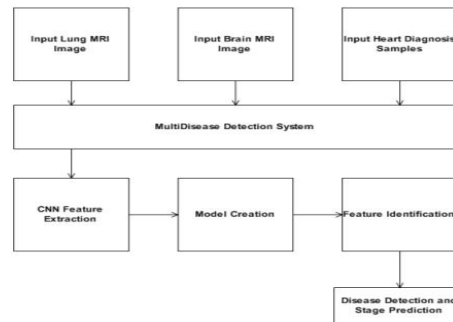 Input Lung MRI
Image
Input Brain MRI
Image
Input Heart Diagnosis
Samples
MultiDisease Detection System
CNN Feature
Extraction
Model Creation
Feature Identification
Disease Detection and
Stage Prediction